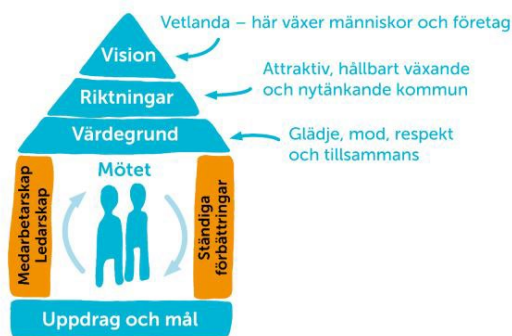 Vetlanda – här växer människor och företag
Vision
Attraktiv, hållbart växande
och nytänkande kommun
Riktningar
Värdegrund
Glädje, mod, respekt
och tillsammans
Mötet
Medarbetarskap
Ledarskap
Ständiga
förbättringar
Uppdrag och mål